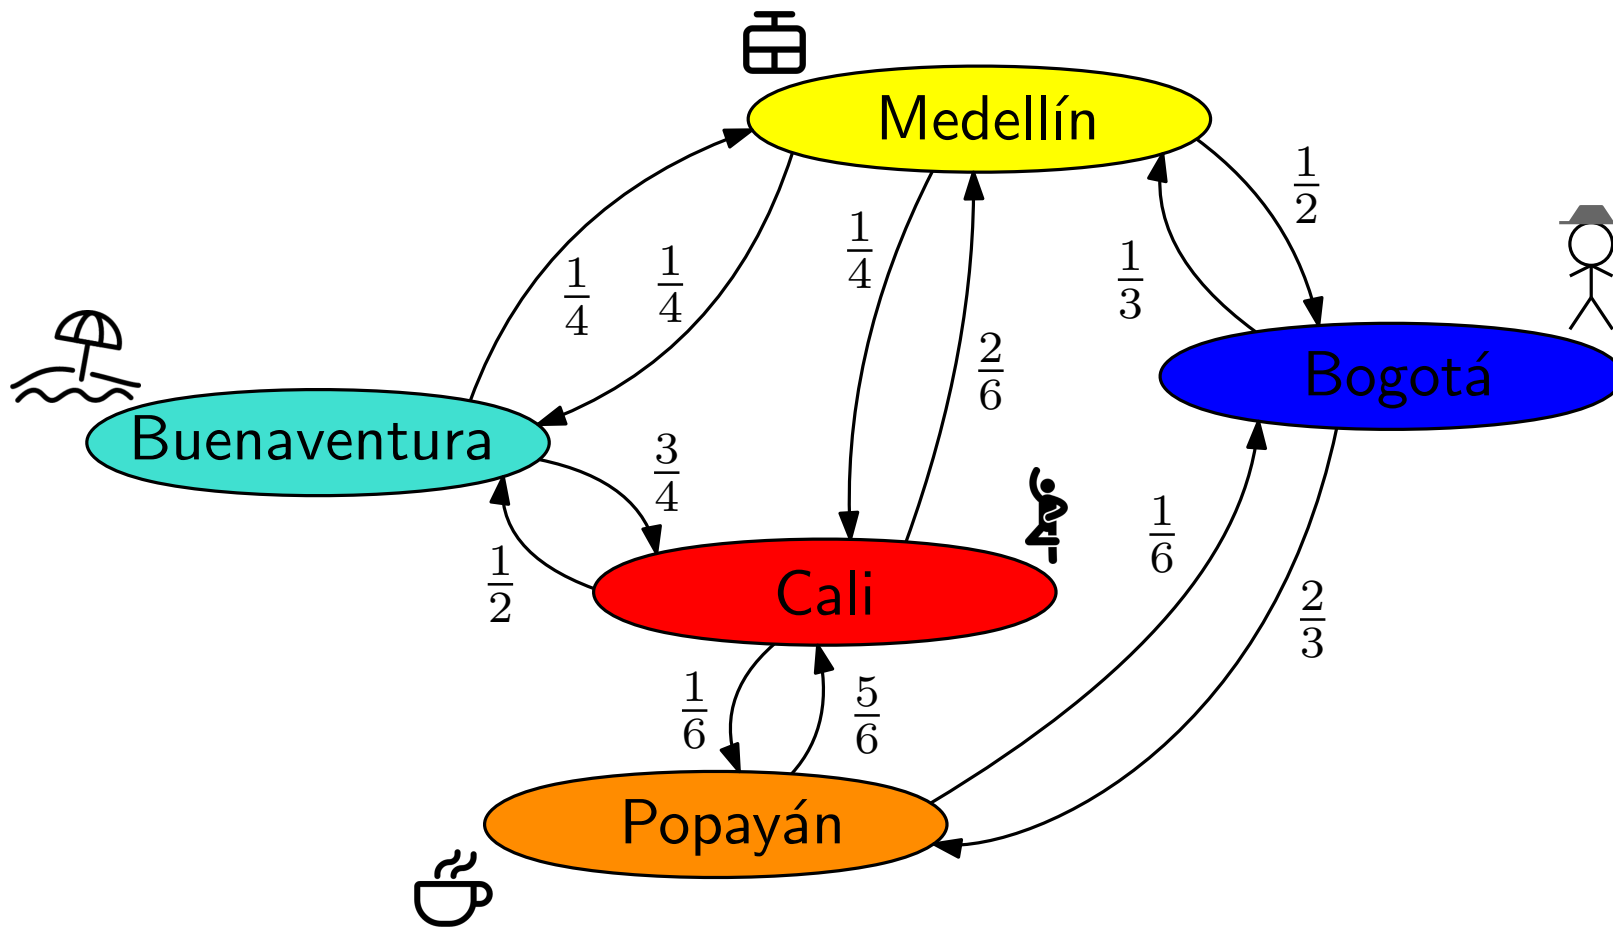 Medellín
1/2
1/4
1/4
1/4
1/3
2/6
Bogotá
Buenaventura
3/4
1/6
1/2
Cali
2/3
1/6
5/6
Popayán